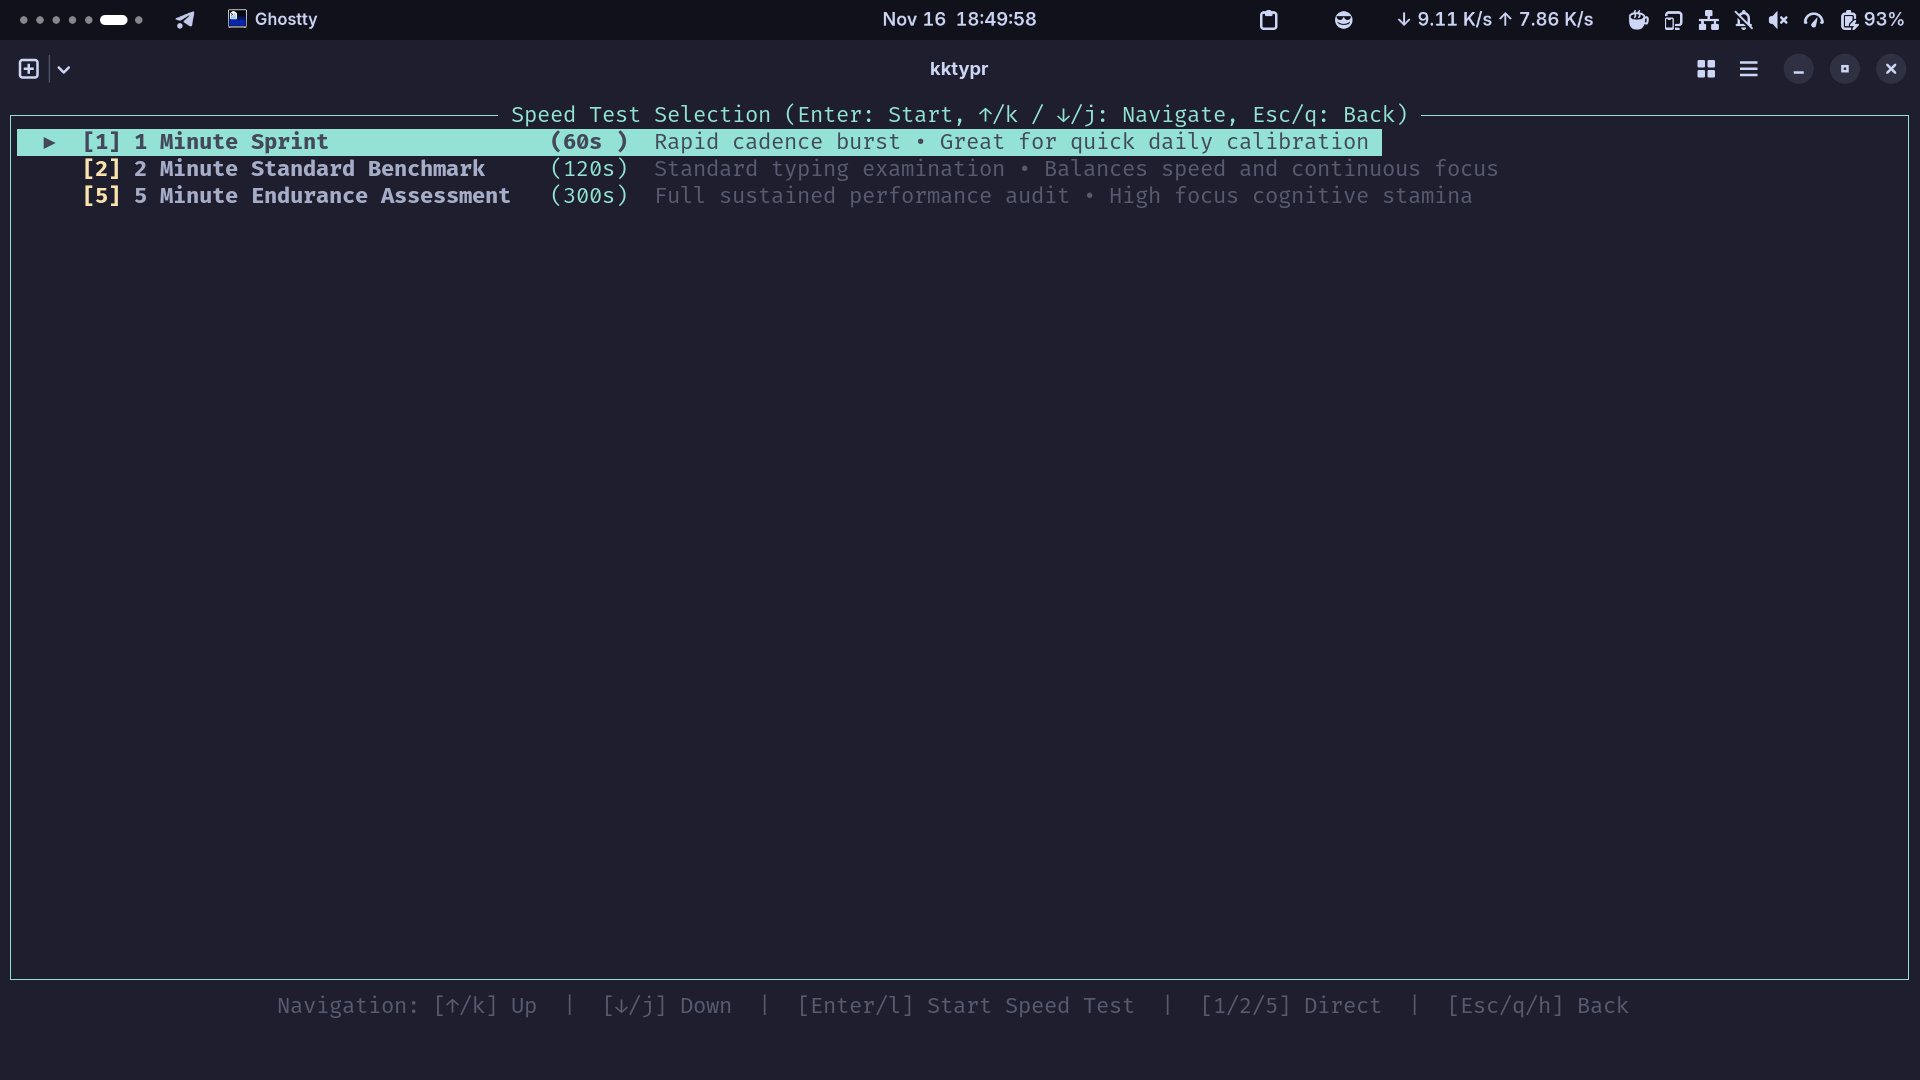 Ghostty
Nov 16 18:49:58
↓ 9.11 K/s ↑ 7.86 K/s
93%
kktypr
Speed Test Selection (Enter: Start, ↑/k / ↓/j: Navigate, Esc/q: Back)
▶ [1] 1 Minute Sprint (60s ) Rapid cadence burst • Great for quick daily calibration
[2] 2 Minute Standard Benchmark (120s) Standard typing examination • Balances speed and continuous focus
[5] 5 Minute Endurance Assessment (300s) Full sustained performance audit • High focus cognitive stamina
Navigation: [↑/k] Up | [↓/j] Down | [Enter/l] Start Speed Test | [1/2/5] Direct | [Esc/q/h] Back